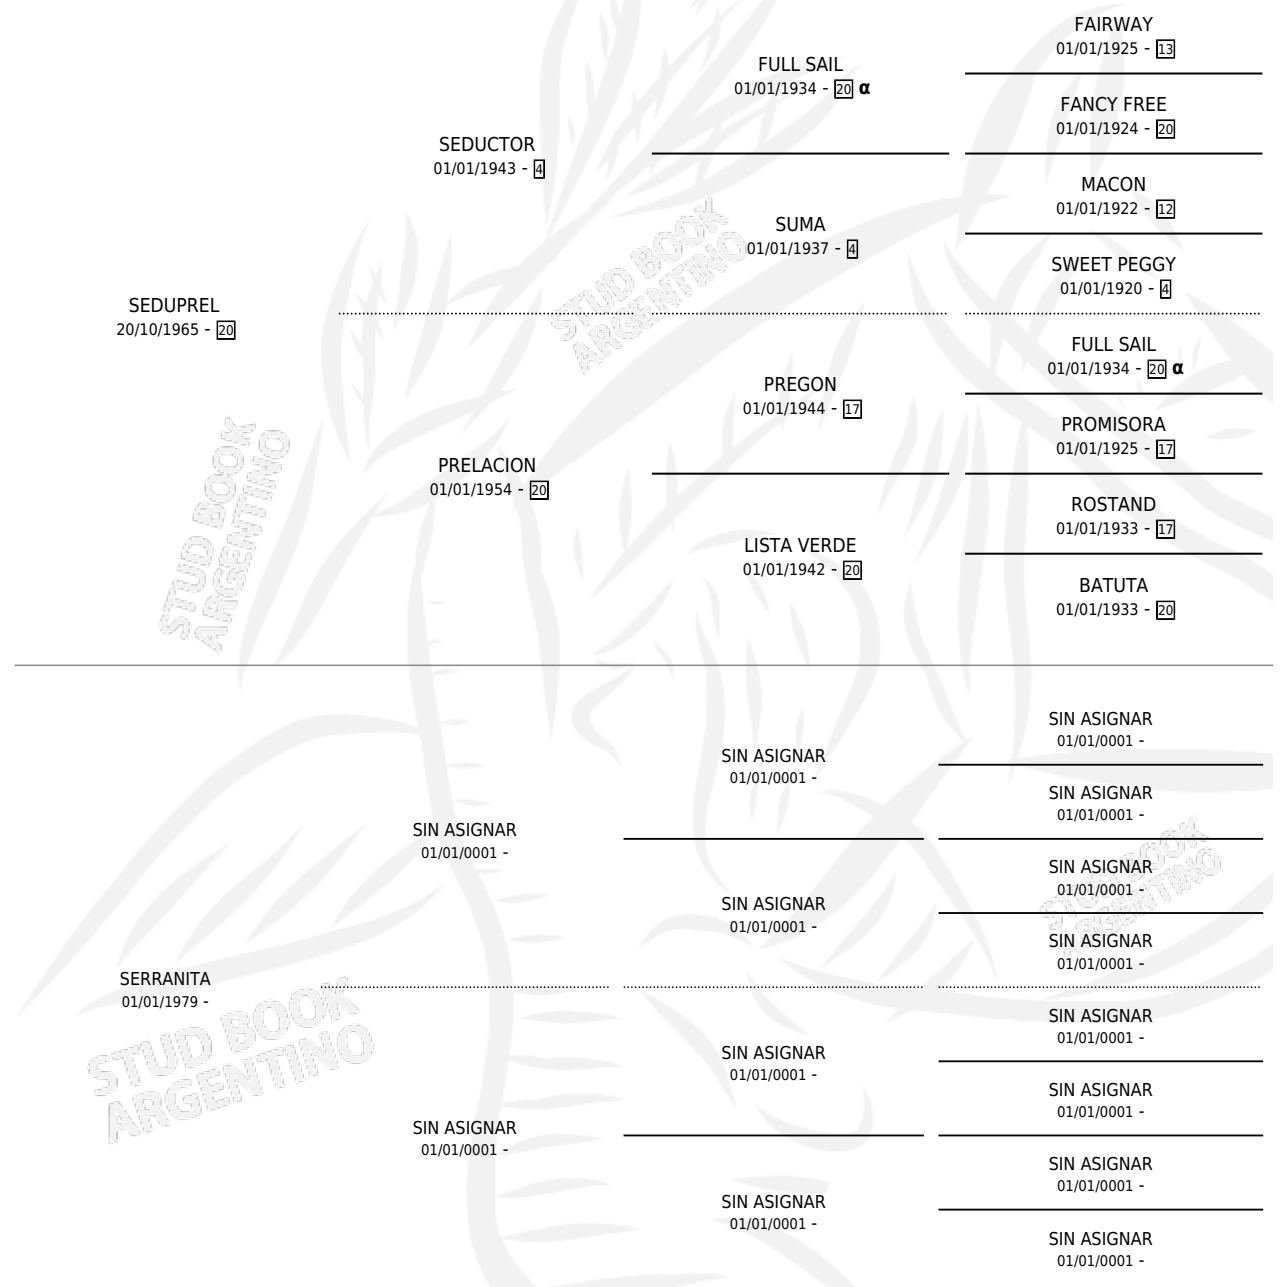 FAIRWAY
01/01/1925 - 13
FULL SAIL
01/01/1934 - 20 α
FANCY FREE
01/01/1924 - 20
SEDUCTOR
01/01/1943 - 4
MACON
01/01/1922 - 12
SUMA
01/01/1937 - 4
SWEET PEGGY
01/01/1920 - 4
STUD BOOK
ARGENTINO
SEDUPREL
20/10/1965 - 20
FULL SAIL
01/01/1934 - 20 α
PREGON
01/01/1944 - 17
PROMISORA
01/01/1925 - 17
PRELACION
01/01/1954 - 20
STUD BOOK
ARGENTINO
ROSTAND
01/01/1933 - 17
LISTA VERDE
01/01/1942 - 20
BATUTA
01/01/1933 - 20
SIN ASIGNAR
01/01/0001 -
SIN ASIGNAR
01/01/0001 -
SIN ASIGNAR
01/01/0001 -
SIN ASIGNAR
01/01/0001 -
SIN ASIGNAR
01/01/0001 -
STUD BOOK
ARGENTINO
SIN ASIGNAR
01/01/0001 -
SIN ASIGNAR
01/01/0001 -
SERRANITA
01/01/1979 -
STUD BOOK
ARGENTINO
SIN ASIGNAR
01/01/0001 -
SIN ASIGNAR
01/01/0001 -
SIN ASIGNAR
01/01/0001 -
SIN ASIGNAR
01/01/0001 -
SIN ASIGNAR
01/01/0001 -
SIN ASIGNAR
01/01/0001 -
SIN ASIGNAR
01/01/0001 -